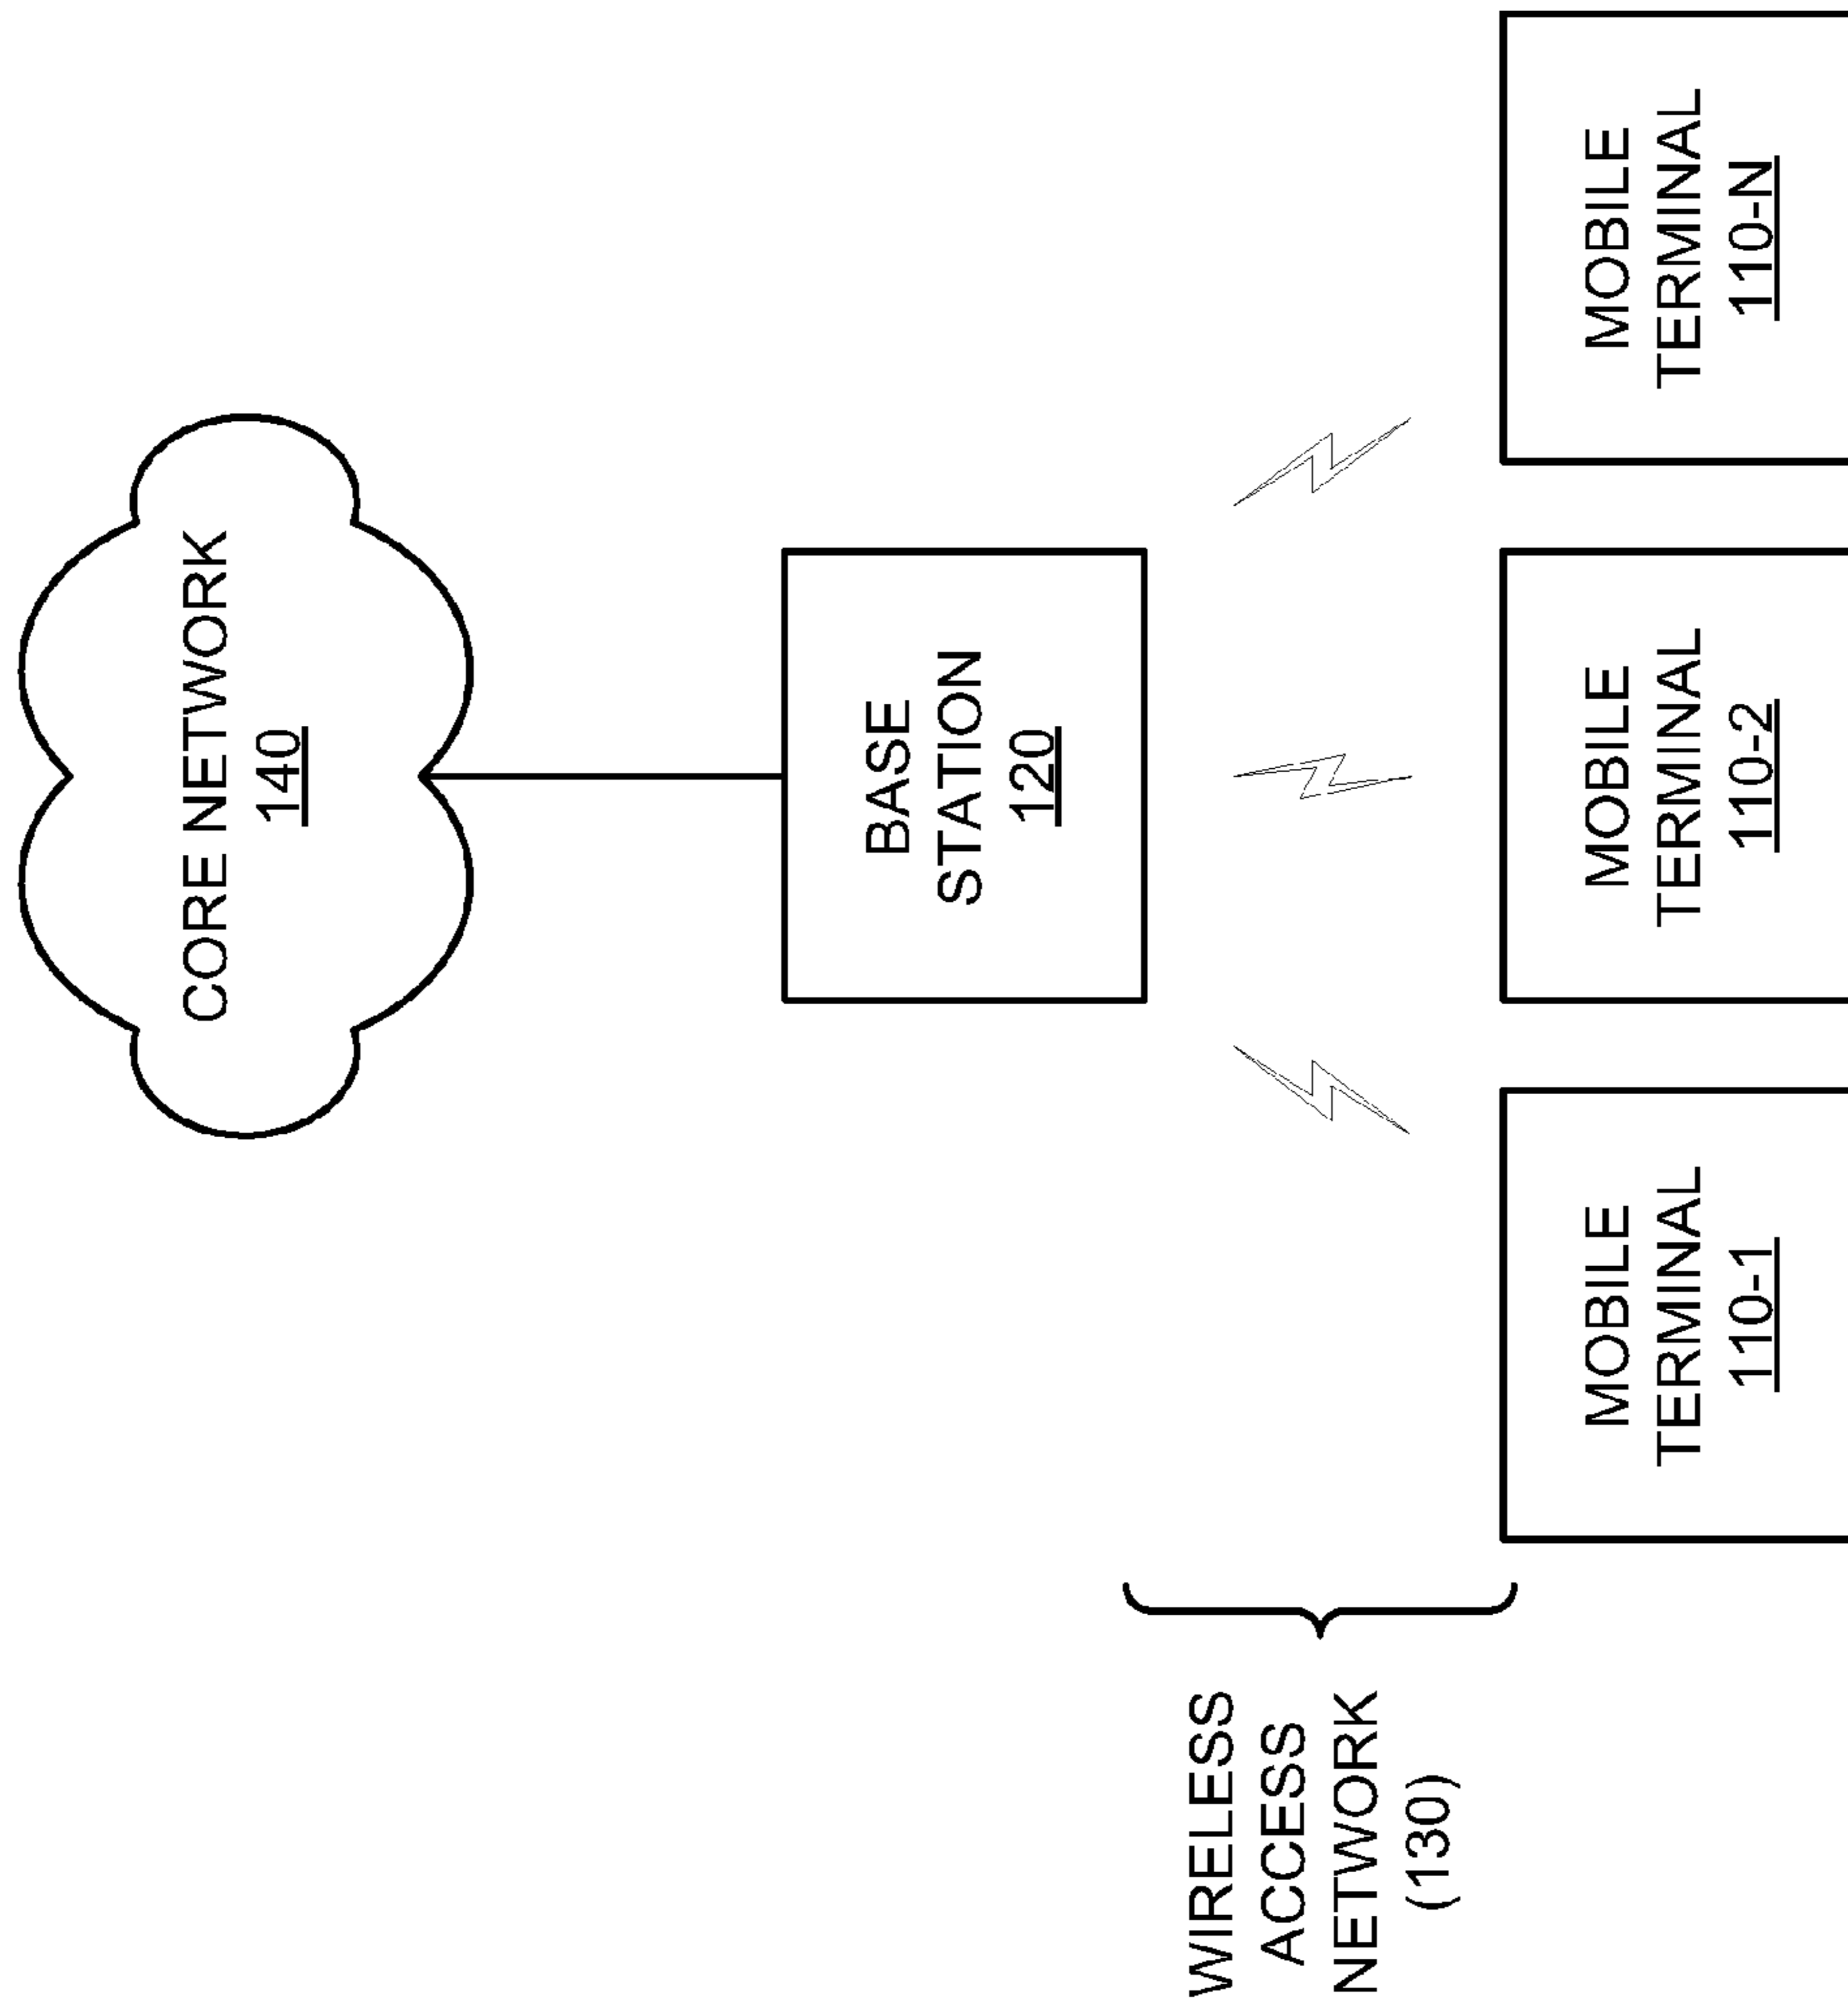 CORE NETWORK
140
BASE
STATION
120
WIRELESS
ACCESS
NETWORK
(130)
MOBILE
TERMINAL
110-1
MOBILE
TERMINAL
110-2
MOBILE
TERMINAL
110-N